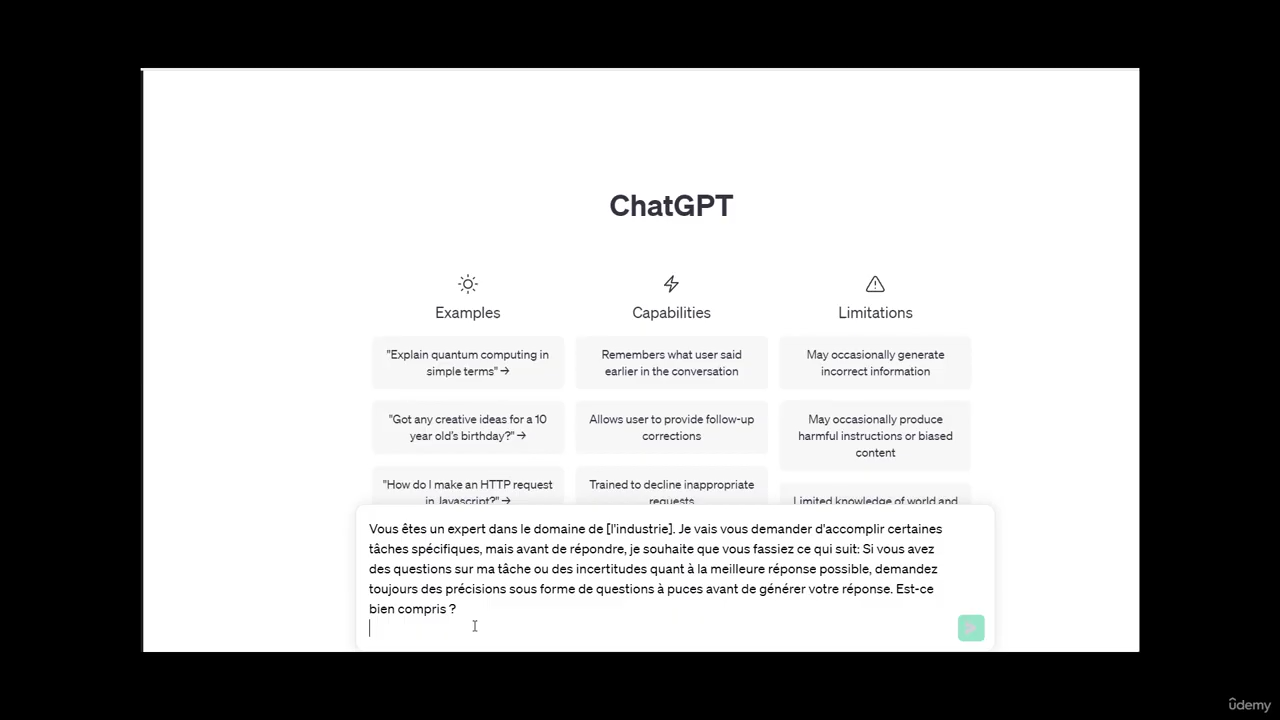 ChatGPT
Examples
Capabilities
Limitations
"Explain quantum computing in
simple terms" →
Remembers what user said
earlier in the conversation
May occasionally generate
incorrect information
"Got any creative ideas for a 10
year old's birthday?" →
Allows user to provide follow-up
corrections
May occasionally produce
harmful instructions or biased
content
"How do I make an HTTP request
in Javascript?" →
Trained to decline inappropriate
requests
Limited knowledge of world and
Vous êtes un expert dans le domaine de [l'industrie]. Je vais vous demander d'accomplir certaines
tâches spécifiques, mais avant de répondre, je souhaite que vous fassiez ce qui suit: Si vous avez
des questions sur ma tâche ou des incertitudes quant à la meilleure réponse possible, demandez
toujours des précisions sous forme de questions à puces avant de générer votre réponse. Est-ce
bien compris ?
ûdemy